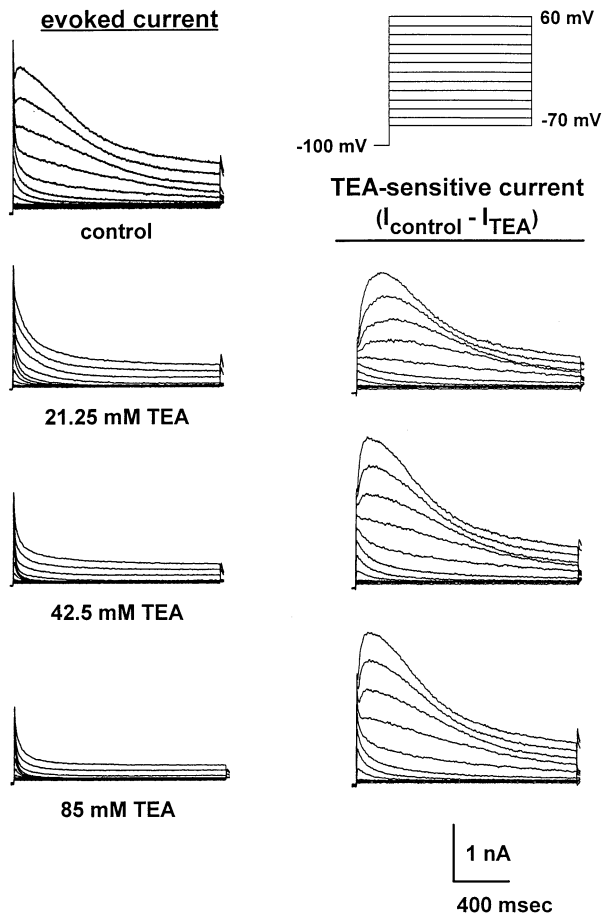 evoked current
60 mV
-70 mV
-100 mV
TEA-sensitive current
(Icontrol - ITEA)
control
21.25 mM TEA
42.5 mM TEA
85 mM TEA
1 nA
400 msec